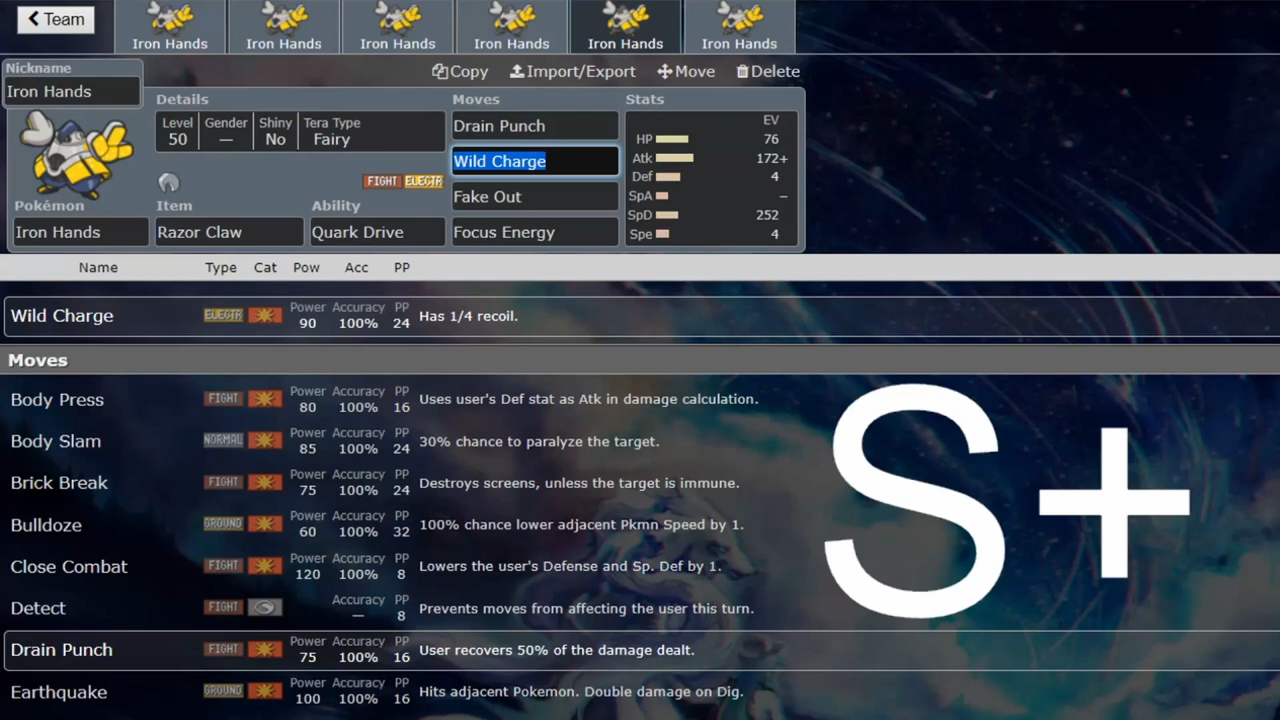 Team
Iron Hands Iron Hands Iron Hands Iron Hands Iron Hands Iron Hands
Nickname
Iron Hands
Copy Import/Export Move Delete
Details Moves Stats
Level Gender Shiny Tera Type
50 — No Fairy
FIGHT ELECTR
Pokémon Item Ability
Iron Hands Razor Claw Quark Drive
Drain Punch
Wild Charge
Fake Out
Focus Energy
EV
HP 76
Atk 172+
Def 4
SpA –
SpD 252
Spe 4
Name Type Cat Pow Acc PP
Wild Charge ELECTR Power 90 Accuracy 100% PP 24 Has 1/4 recoil.
Moves
Body Press FIGHT Power 80 Accuracy 100% PP 16 Uses user's Def stat as Atk in damage calculation.
Body Slam NORMAL Power 85 Accuracy 100% PP 24 30% chance to paralyze the target.
Brick Break FIGHT Power 75 Accuracy 100% PP 24 Destroys screens, unless the target is immune.
Bulldoze GROUND Power 60 Accuracy 100% PP 32 100% chance lower adjacent Pkmn Speed by 1.
Close Combat FIGHT Power 120 Accuracy 100% PP 8 Lowers the user's Defense and Sp. Def by 1.
Detect FIGHT Accuracy — PP 8 Prevents moves from affecting the user this turn.
Drain Punch FIGHT Power 75 Accuracy 100% PP 16 User recovers 50% of the damage dealt.
Earthquake GROUND Power 100 Accuracy 100% PP 16 Hits adjacent Pokemon. Double damage on Dig.
S+